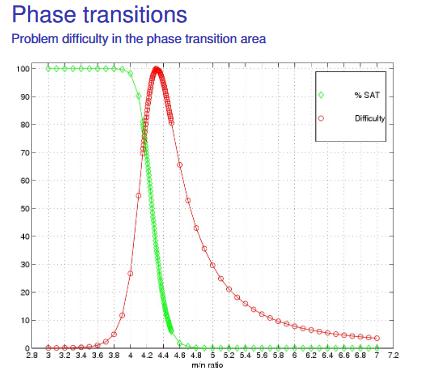 Phase transitions
Problem difficulty in the phase transition area
100
90
80
70
60
50
40
30
20
10
0
% SAT
Difficulty
2.8 3 3.2 3.4 3.6 3.8 4 4.2 4.4 4.6 4.8 5 5.2 5.4 5.6 5.8 6 6.2 6.4 6.6 6.8 7 7.2
m/n ratio